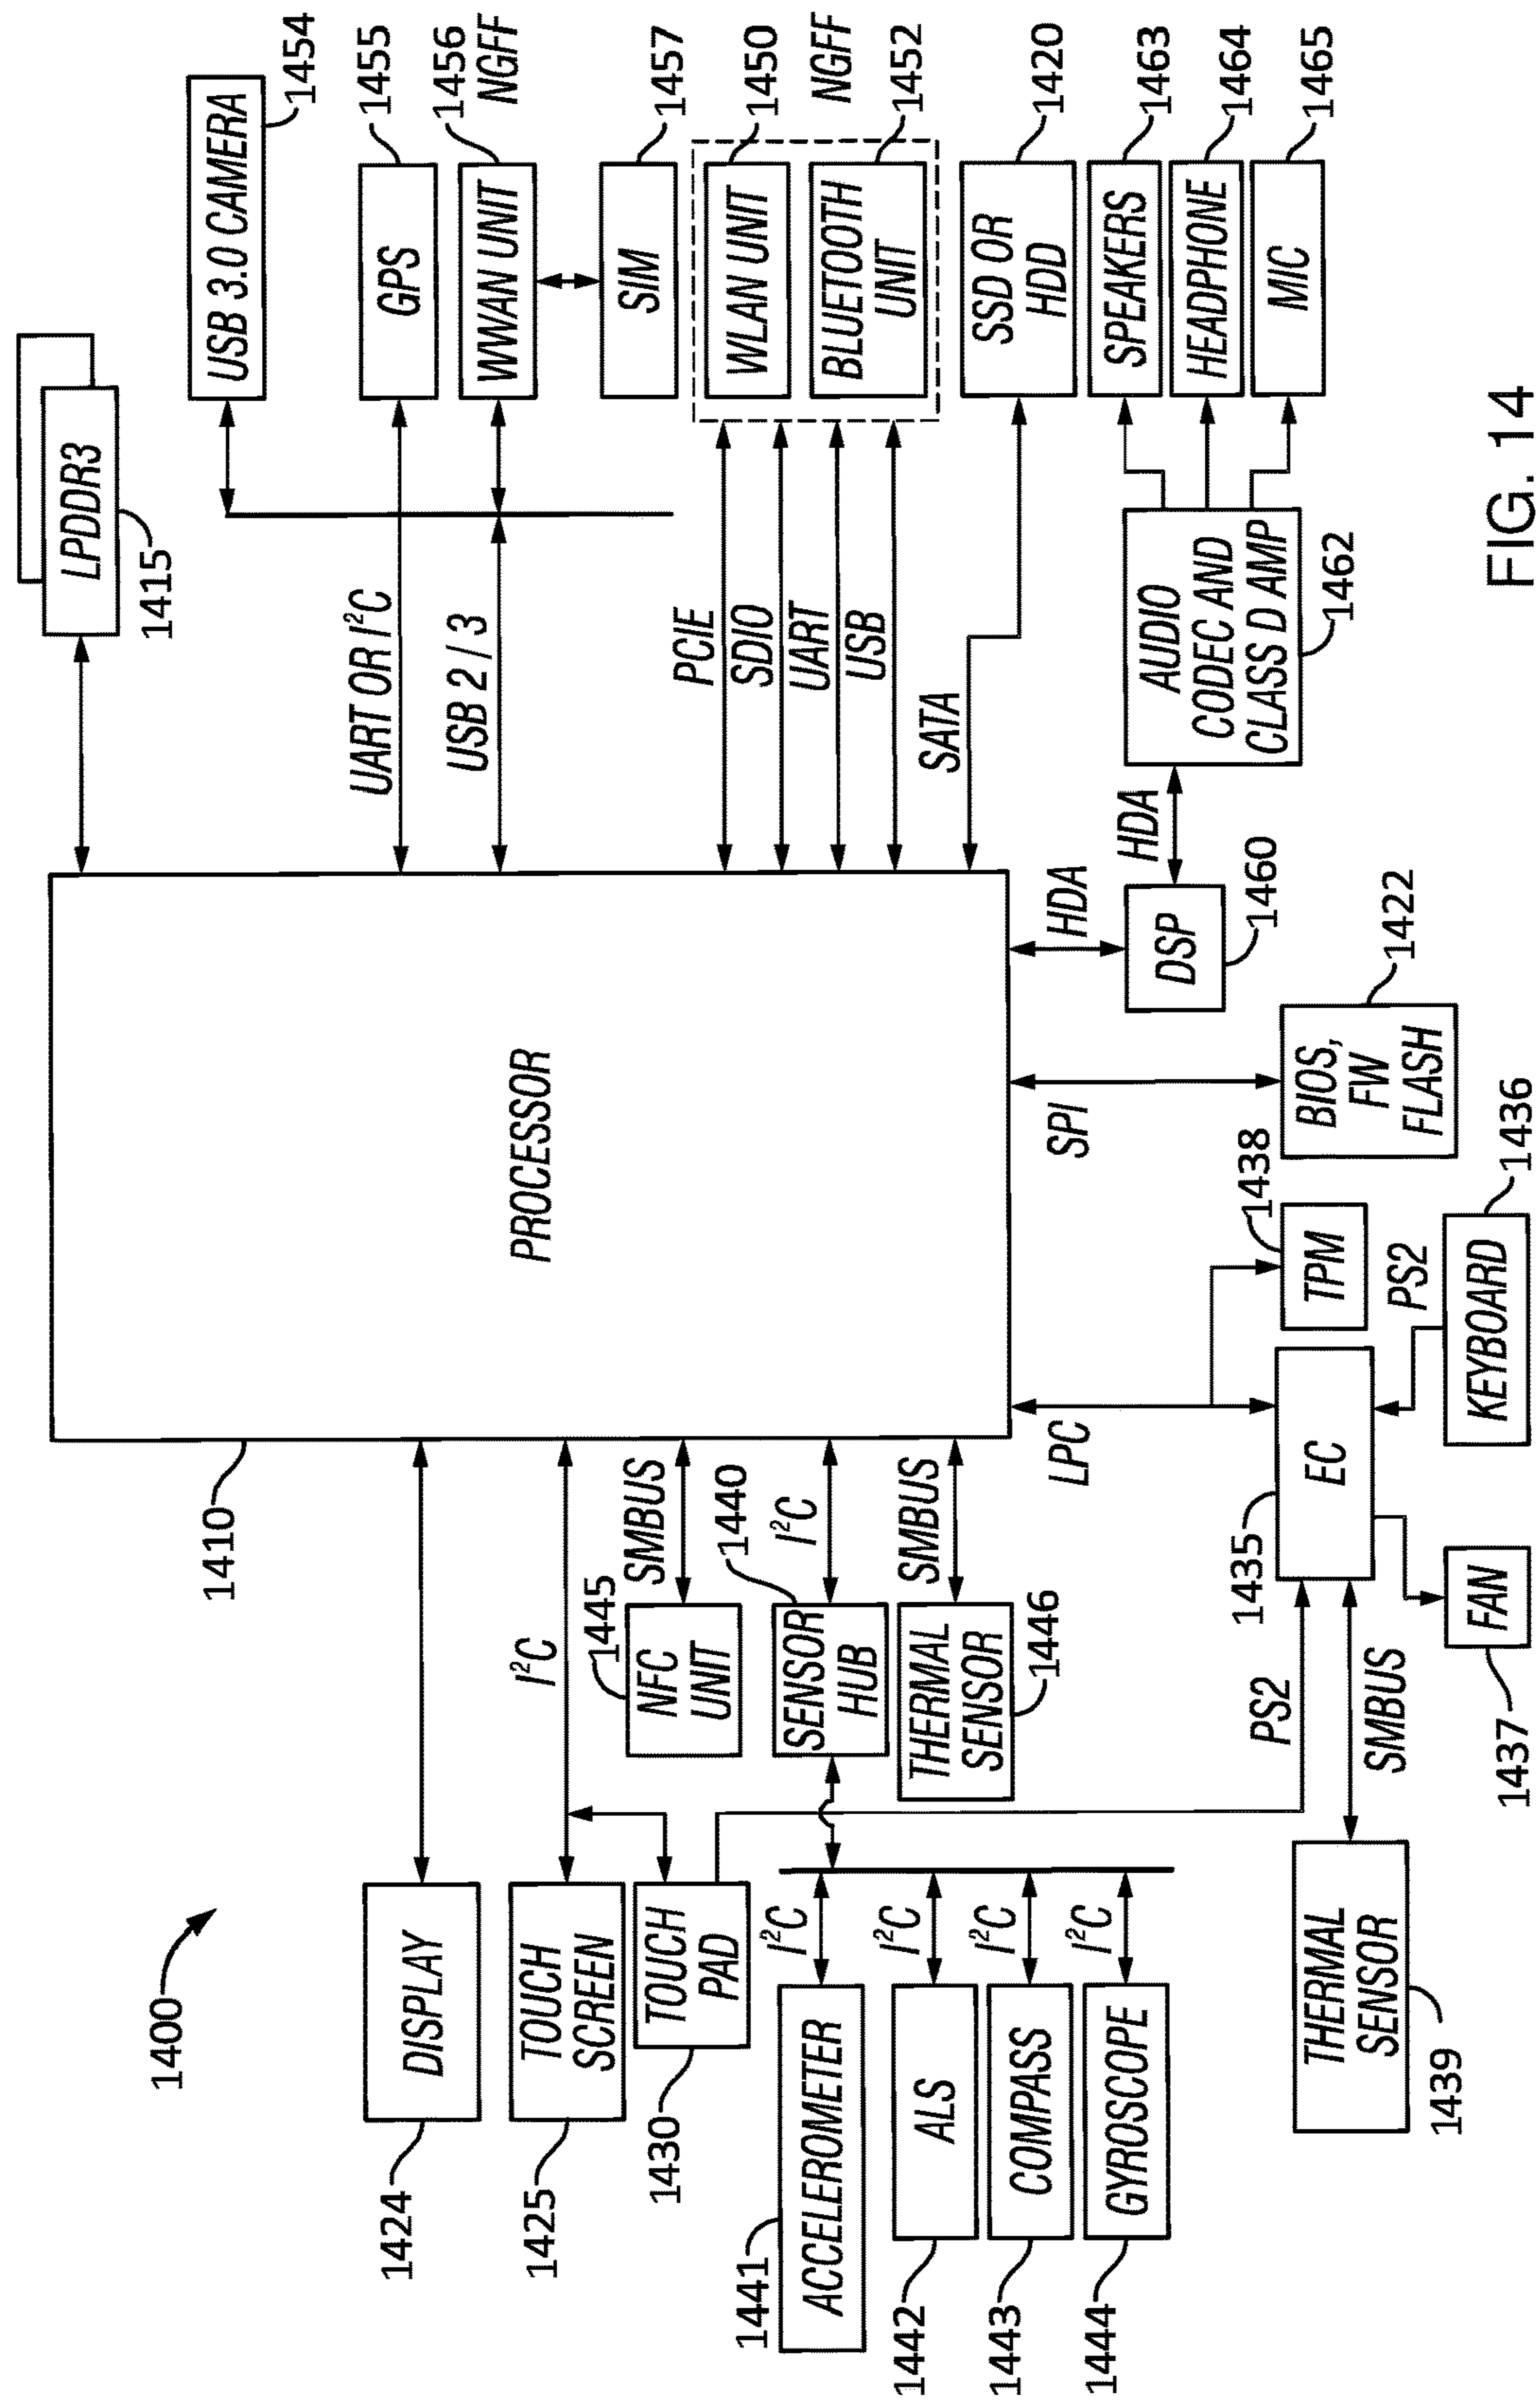 1400
1410
PROCESSOR
LPDDR3
1415
USB 3.0 CAMERA
1454
DISPLAY
1424
UART OR I²C
GPS
1455
USB 2 / 3
WWAN UNIT
1456
NGFF
SIM
1457
TOUCH
SCREEN
1425
I²C
TOUCH
PAD
1430
NFC
UNIT
1445
SMBUS
SENSOR
HUB
1440
I²C
THERMAL
SENSOR
1446
SMBUS
ACCELEROMETER
1441
I²C
ALS
1442
I²C
COMPASS
1443
I²C
GYROSCOPE
1444
I²C
PCIE
SDIO
UART
USB
WLAN UNIT
1450
BLUETOOTH
UNIT
1452
NGFF
SATA
SSD OR
HDD
1420
SPEAKERS
1463
HEADPHONE
1464
MIC
1465
AUDIO
CODEC AND
CLASS D AMP
1462
HDA
HDA
DSP
1460
SPI
BIOS,
FW
FLASH
1422
LPC
TPM
1438
EC
1435
PS2
KEYBOARD
1436
PS2
SMBUS
FAN
1437
THERMAL
SENSOR
1439
FIG. 14